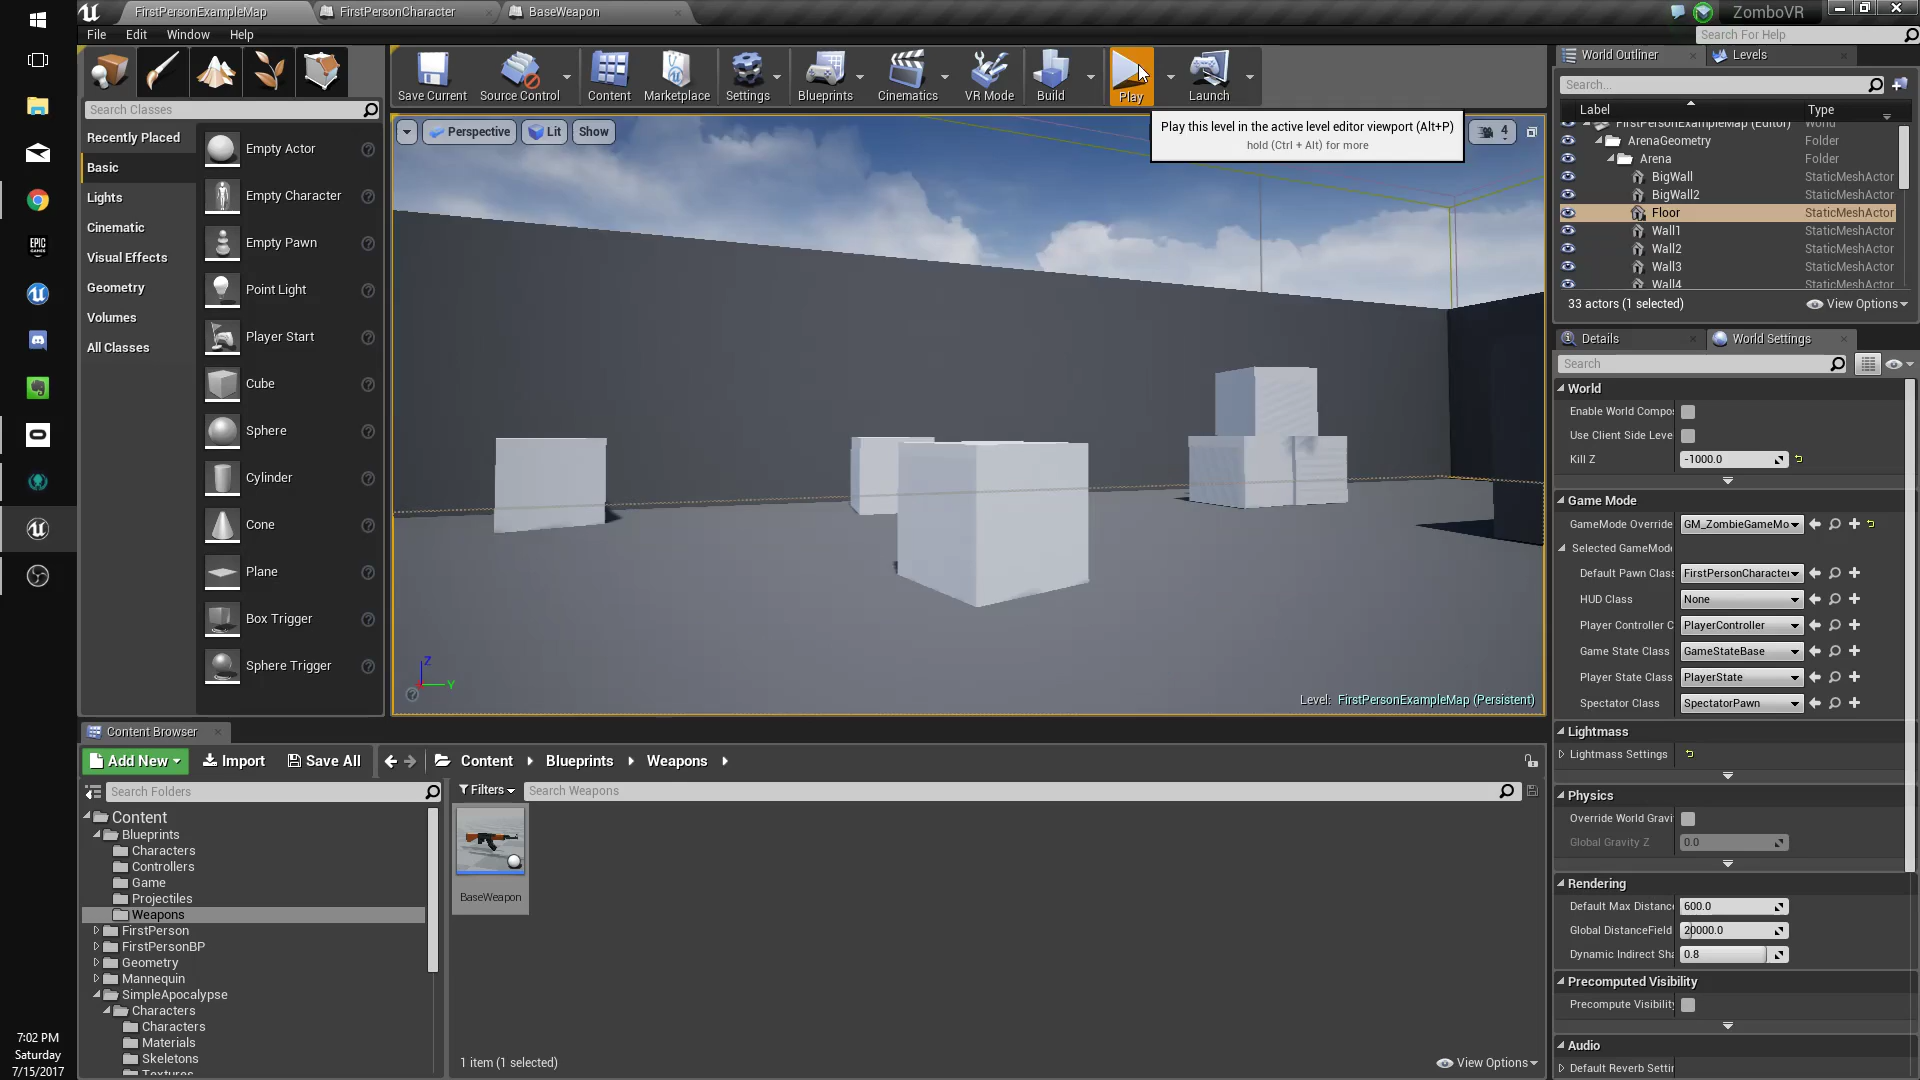 FirstPersonExampleMap
FirstPersonCharacter
BaseWeapon
ZomboVR
File
Edit
Window
Help
Search For Help
Search Classes
Recently Placed
Basic
Lights
Cinematic
Visual Effects
Geometry
Volumes
All Classes
Empty Actor
Empty Character
Empty Pawn
Point Light
Player Start
Cube
Sphere
Cylinder
Cone
Plane
Box Trigger
Sphere Trigger
Save Current
Source Control
Content
Marketplace
Settings
Blueprints
Cinematics
VR Mode
Build
Play
Launch
Perspective
Lit
Show
Play this level in the active level editor viewport (Alt+P)
hold (Ctrl + Alt) for more
4
Z
Y
Level: FirstPersonExampleMap (Persistent)
World Outliner
Levels
Search...
Label
Type
FirstPersonExampleMap (Editor)
World
ArenaGeometry
Folder
Arena
Folder
BigWall
StaticMeshActor
BigWall2
StaticMeshActor
Floor
StaticMeshActor
Wall1
StaticMeshActor
Wall2
StaticMeshActor
Wall3
StaticMeshActor
Wall4
StaticMeshActor
33 actors (1 selected)
View Options
Details
World Settings
Search
World
Enable World Compos
Use Client Side Leve
Kill Z
-1000.0
Game Mode
GameMode Override
GM_ZombieGameMo
Selected GameMode
Default Pawn Class
FirstPersonCharacter
HUD Class
None
Player Controller C
PlayerController
Game State Class
GameStateBase
Player State Class
PlayerState
Spectator Class
SpectatorPawn
Lightmass
Lightmass Settings
Physics
Override World Gravi
Global Gravity Z
0.0
Rendering
Default Max Distance
600.0
Global DistanceField
20000.0
Dynamic Indirect Sha
0.8
Precomputed Visibility
Precompute Visibility
Audio
Default Reverb Settin
Content Browser
Add New
Import
Save All
Content
Blueprints
Weapons
Search Folders
Filters
Search Weapons
Content
Blueprints
Characters
Controllers
Game
Projectiles
Weapons
FirstPerson
FirstPersonBP
Geometry
Mannequin
SimpleApocalypse
Characters
Characters
Materials
Skeletons
Textures
BaseWeapon
1 item (1 selected)
View Options
EPIC
GAMES
7:02 PM
Saturday
7/15/2017